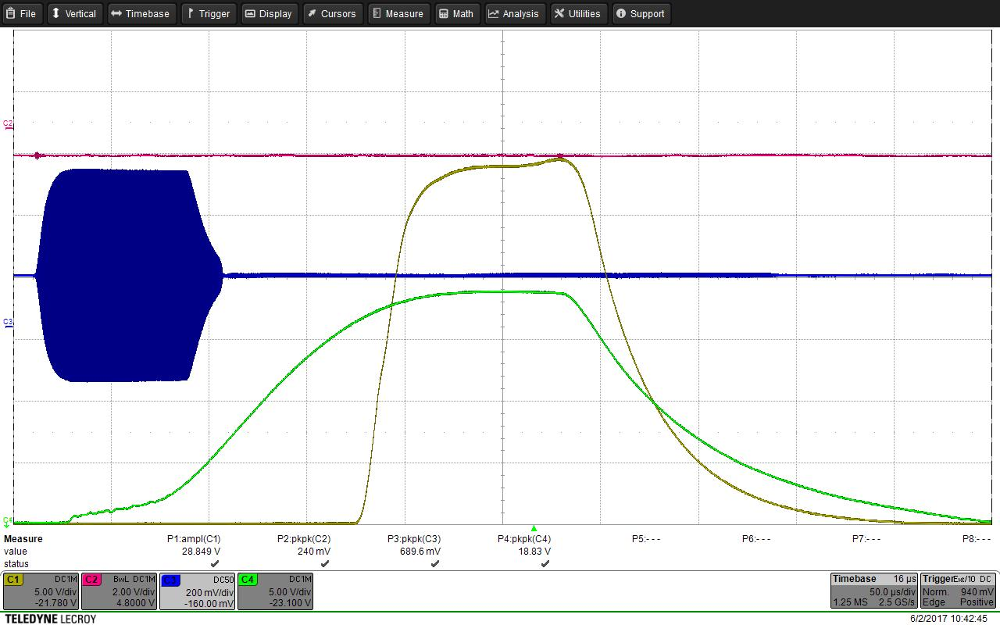 File Vertical Timebase Trigger Display Cursors Measure Math Analysis Utilities Support
C2
C3
C4
Measure P1:ampl(C1) P2:pkpk(C2) P3:pkpk(C3) P4:pkpk(C4) P5:--- P6:--- P7:--- P8:---
value 28.849 V 240 mV 689.6 mV 18.83 V
status
C1 DC1M C2 BwL DC1M C3 DC50 C4 DC1M Timebase 16 µs Trigger Ext/10 DC
5.00 V/div 2.00 V/div 200 mV/div 5.00 V/div 50.0 µs/div Norm. 940 mV
-21.780 V 4.8000 V -160.00 mV -23.100 V 1.25 MS 2.5 GS/s Edge Positive
TELEDYNE LECROY 6/2/2017 10:42:45